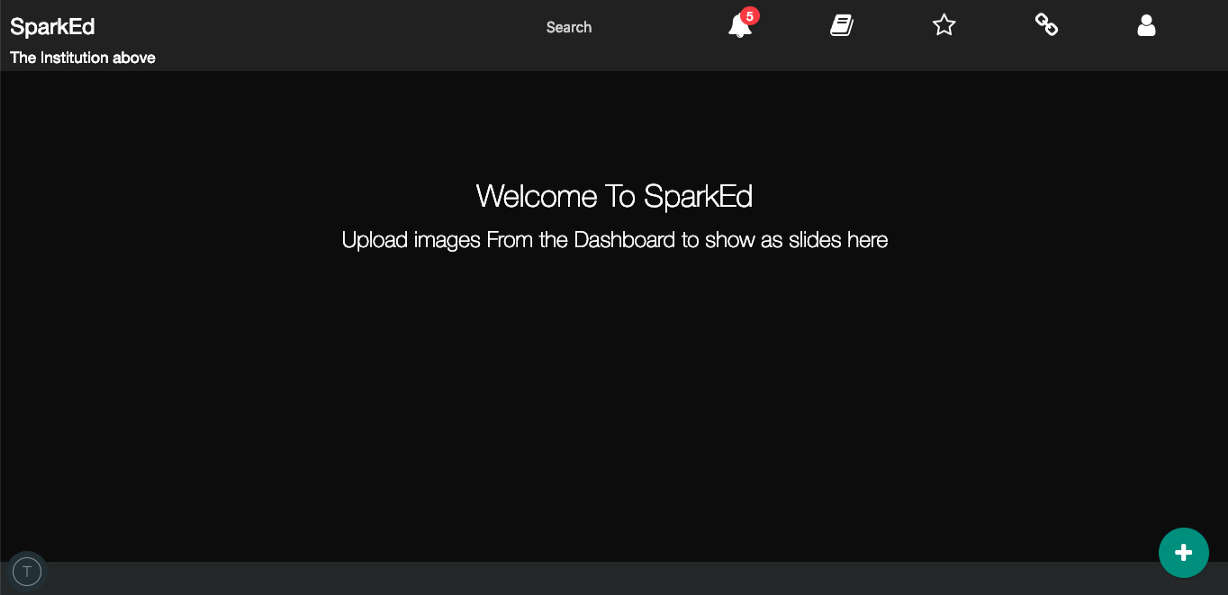 SparkEd
Search
5
The Institution above
Welcome To SparkEd
Upload images From the Dashboard to show as slides here
T